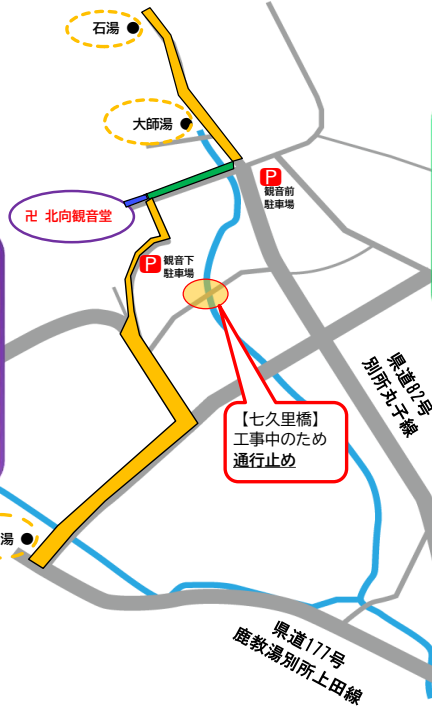 石湯
大師湯
P
観音前
駐車場
卍 北向観音堂
P
観音下
駐車場
県道82号
別所丸子線
【七久里橋】
工事中のため
通行止め
湯
県道177号
鹿教湯別所上田線